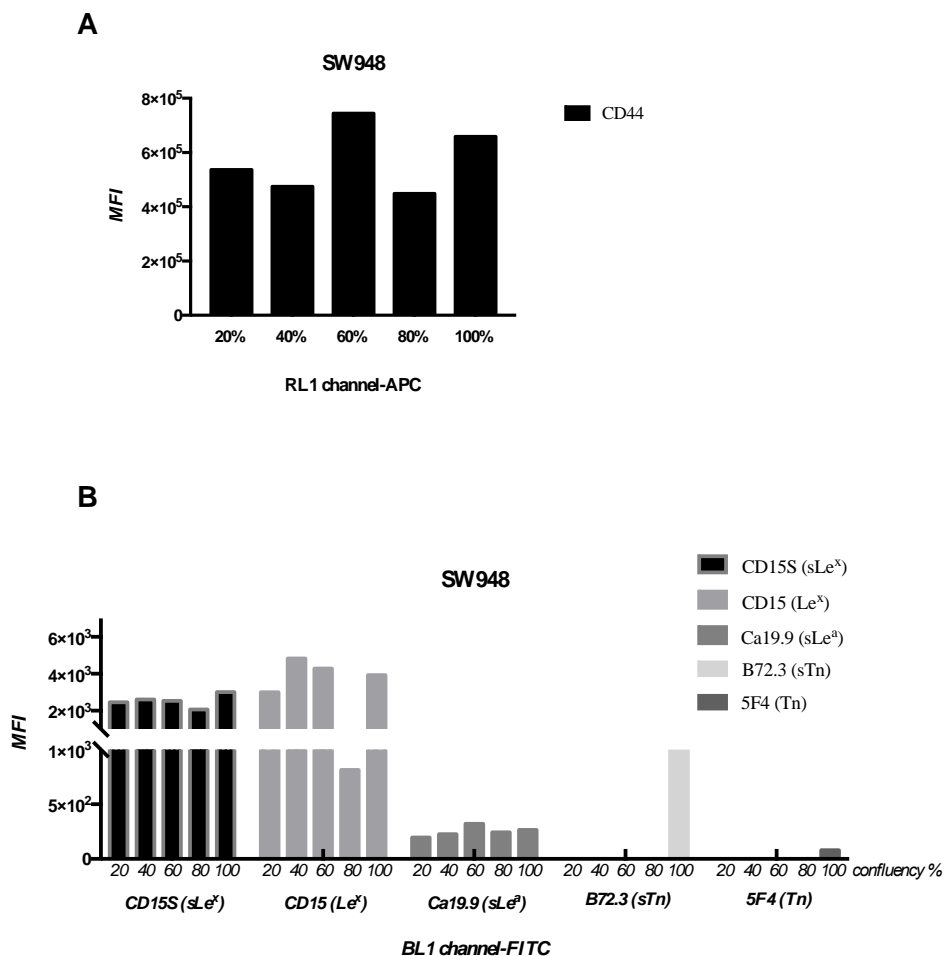 A
SW948
8×10⁵
6×10⁵
4×10⁵
2×10⁵
0
MFI
20% 40% 60% 80% 100%
RL1 channel-APC
CD44
B
SW948
CD15S (sLeˣ)
CD15 (Leˣ)
Ca19.9 (sLeᵃ)
B72.3 (sTn)
5F4 (Tn)
6×10³
4×10³
2×10³
1×10³
5×10²
0
MFI
20 40 60 80 100 20 40 60 80 100 20 40 60 80 100 20 40 60 80 100 20 40 60 80 100 confluency %
CD15S (sLeˣ) CD15 (Leˣ) Ca19.9 (sLeᵃ) B72.3 (sTn) 5F4 (Tn)
BL1 channel-FITC